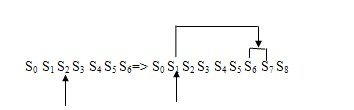 S₀ S₁ S₂ S₃ S₄ S₅ S₆=> S₀ S₁ S₂ S₃ S₄ S₅ S₆ S₇ S₈